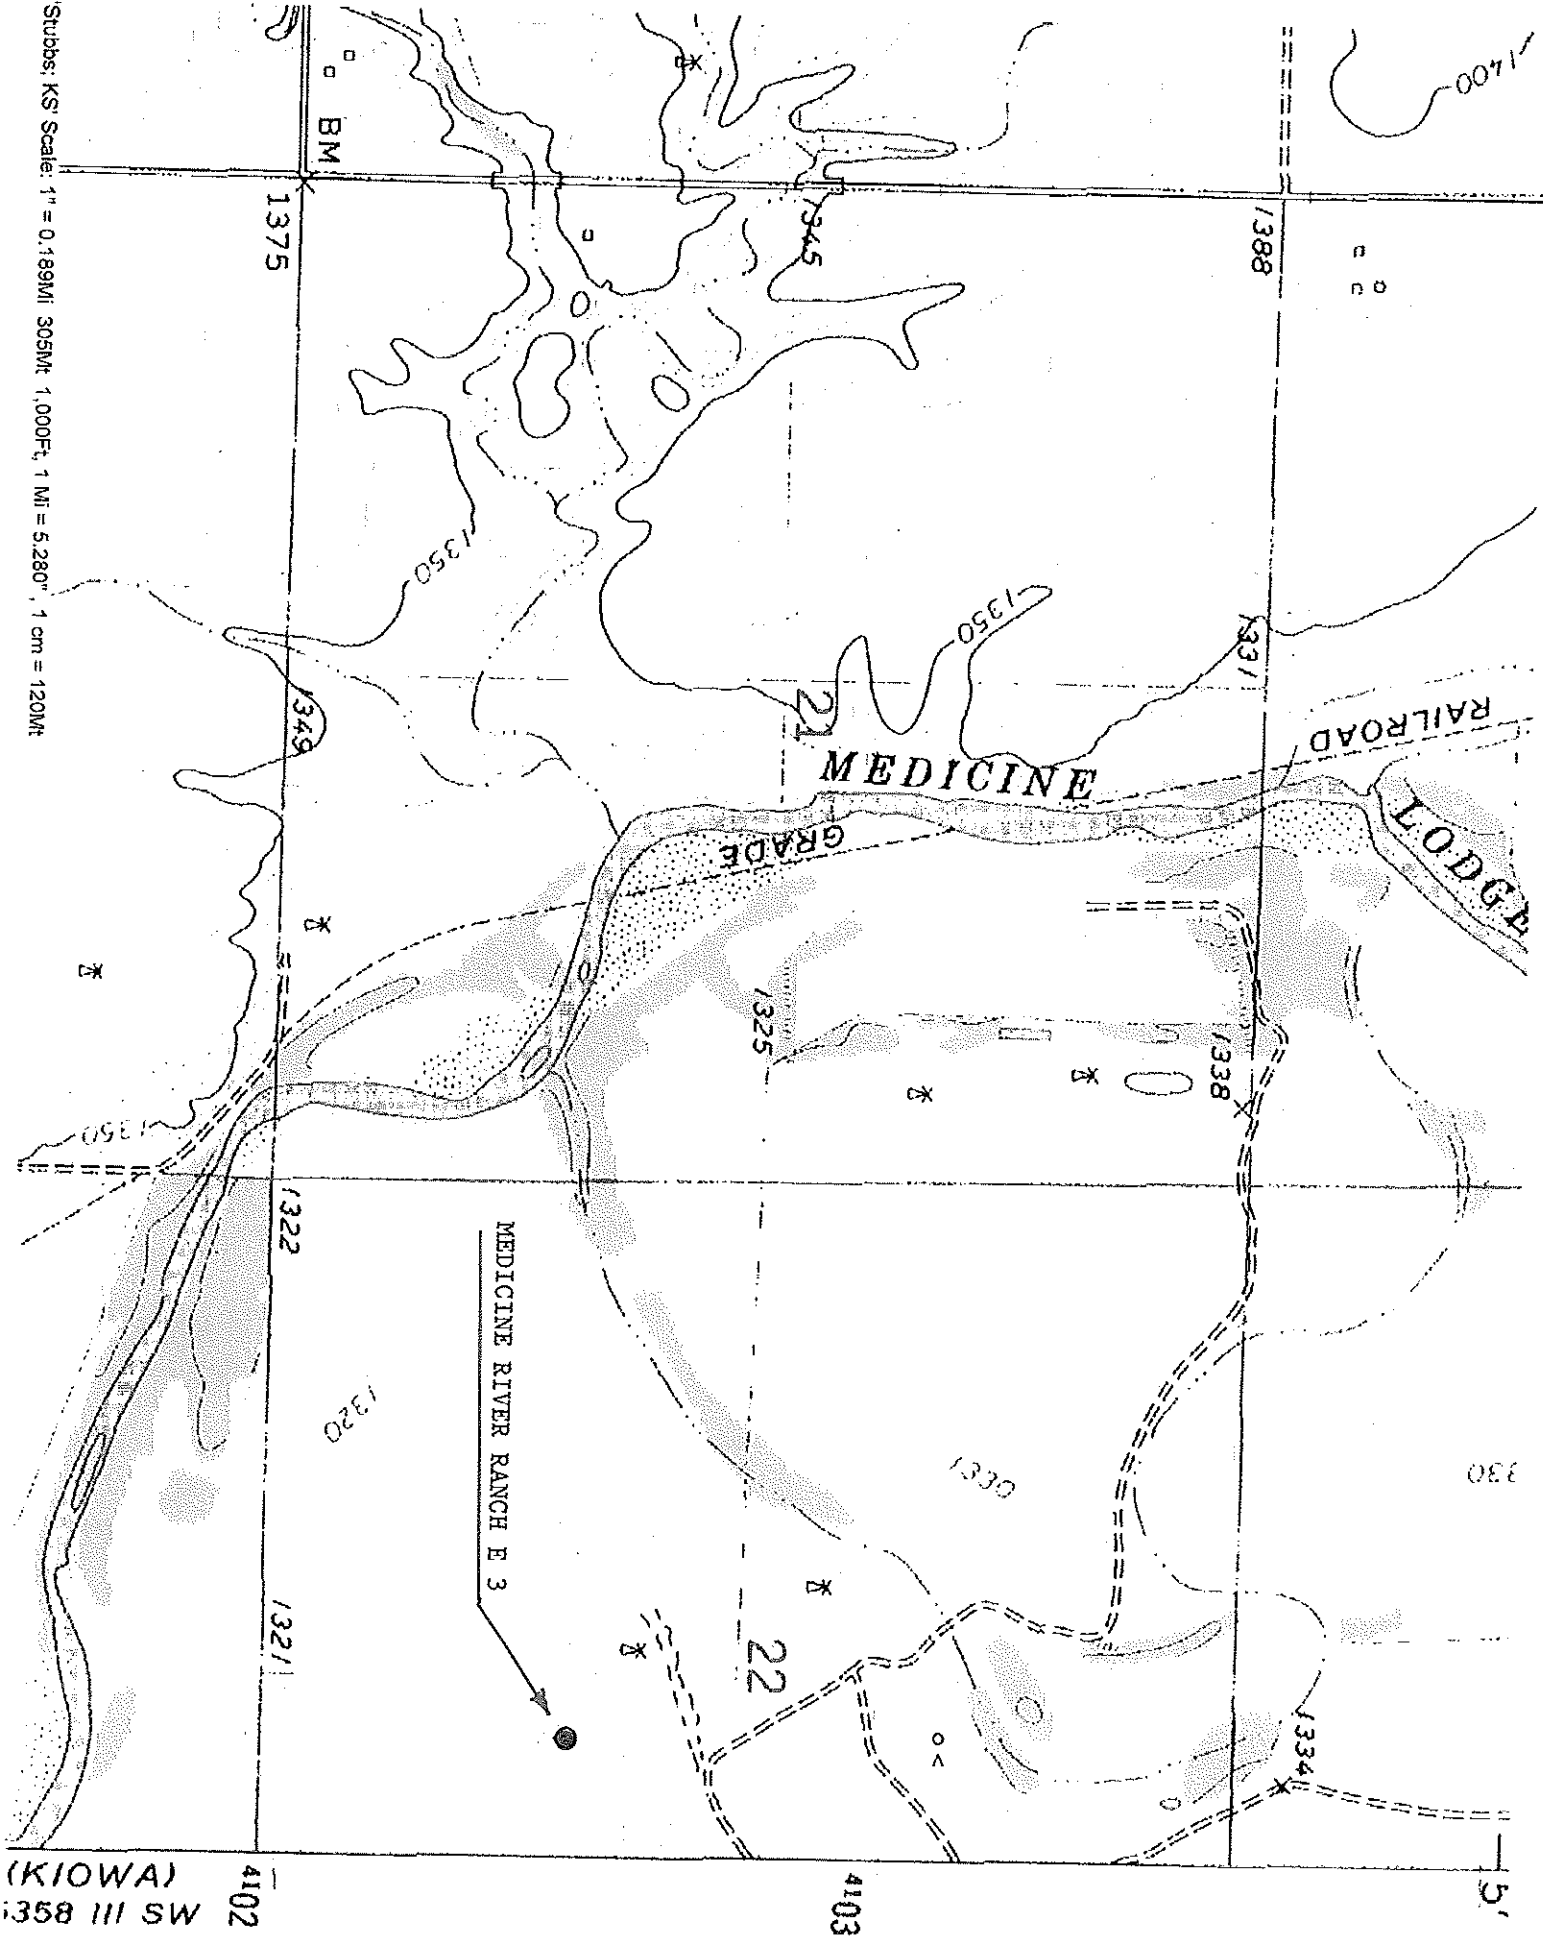 'Stubbs; KS' Scale: 1" = 0.189Mi 305Mt 1,000Ft, 1 Mi = 5.280", 1 cm = 120Mt
1400
BM
1375
1345
1388
1350
1350
1331
1349
21
RAILROAD
MEDICINE
LODGE
GRADE
1325
1338
1350
1322
MEDICINE RIVER RANCH E 3
1320
1330
330
1321
22
1334
(KIOWA)
358 III SW
4102
4103
5'